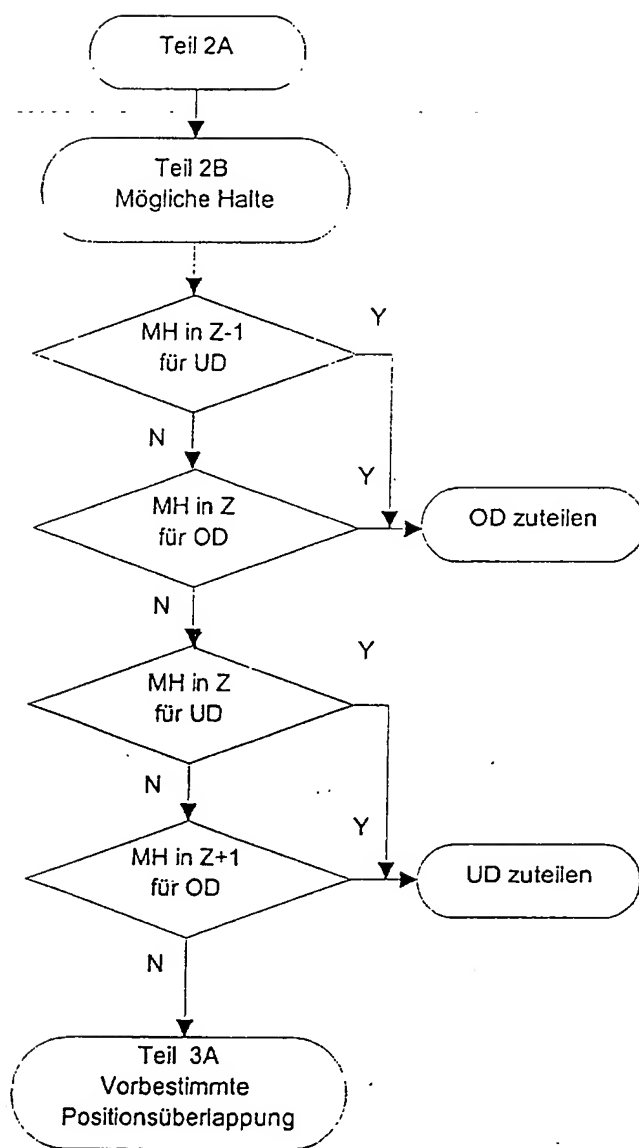 Teil 2A
Teil 2B
Mögliche Halte
MH in Z-1
für UD
Y
N
MH in Z
für OD
Y
OD zuteilen
N
MH in Z
für UD
Y
N
MH in Z+1
für OD
Y
UD zuteilen
N
Teil 3A
Vorbestimmte
Positionsüberlappung